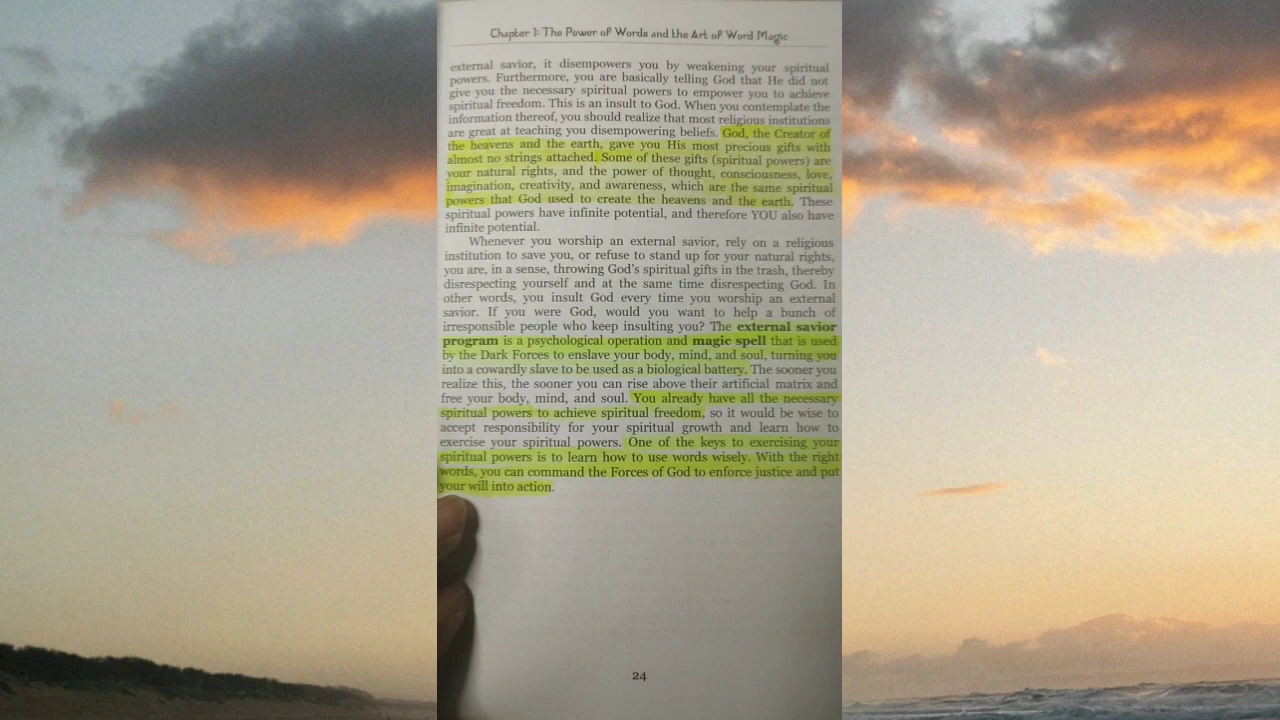 Chapter 1: The Power of Words and the Art of Word Magic
external savior, it disempowers you by weakening your spiritual
powers. Furthermore, you are basically telling God that He did not
give you the necessary spiritual powers to empower you to achieve
spiritual freedom. This is an insult to God. When you contemplate the
information thereof, you should realize that most religious institutions
are great at teaching you disempowering beliefs. God, the Creator of
the heavens and the earth, gave you His most precious gifts with
almost no strings attached. Some of these gifts (spiritual powers) are
your natural rights, and the power of thought, consciousness, love,
imagination, creativity, and awareness, which are the same spiritual
powers that God used to create the heavens and the earth. These
spiritual powers have infinite potential, and therefore YOU also have
infinite potential.
Whenever you worship an external savior, rely on a religious
institution to save you, or refuse to stand up for your natural rights,
you are, in a sense, throwing God's spiritual gifts in the trash, thereby
disrespecting yourself and at the same time disrespecting God. In
other words, you insult God every time you worship an external
savior. If you were God, would you want to help a bunch of
irresponsible people who keep insulting you? The external savior
program is a psychological operation and magic spell that is used
by the Dark Forces to enslave your body, mind, and soul, turning you
into a cowardly slave to be used as a biological battery. The sooner you
realize this, the sooner you can rise above their artificial matrix and
free your body, mind, and soul. You already have all the necessary
spiritual powers to achieve spiritual freedom, so it would be wise to
accept responsibility for your spiritual growth and learn how to
exercise your spiritual powers. One of the keys to exercising your
spiritual powers is to learn how to use words wisely. With the right
words, you can command the Forces of God to enforce justice and put
your will into action.
24